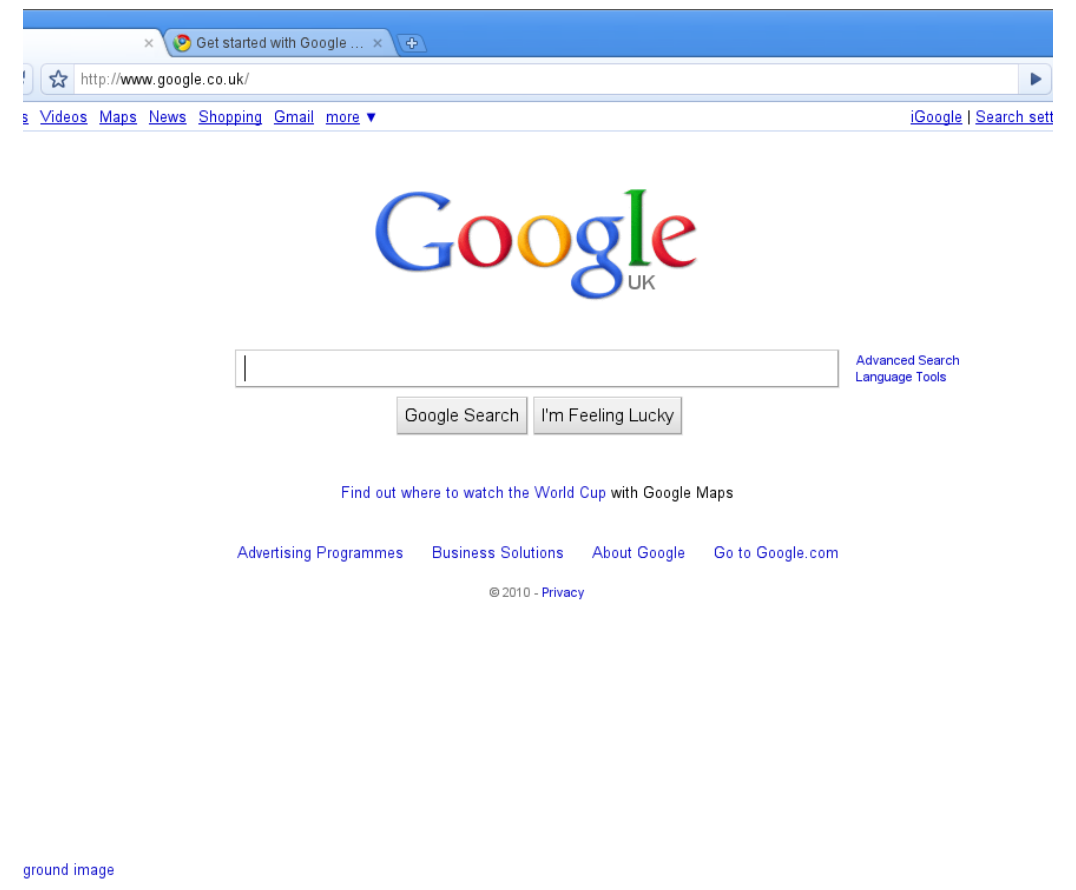 Get started with Google ...
http://www.google.co.uk/
s Videos Maps News Shopping Gmail more ▼ iGoogle | Search sett
Google
UK
Advanced Search
Language Tools
Google Search I'm Feeling Lucky
Find out where to watch the World Cup with Google Maps
Advertising Programmes Business Solutions About Google Go to Google.com
© 2010 - Privacy
ground image